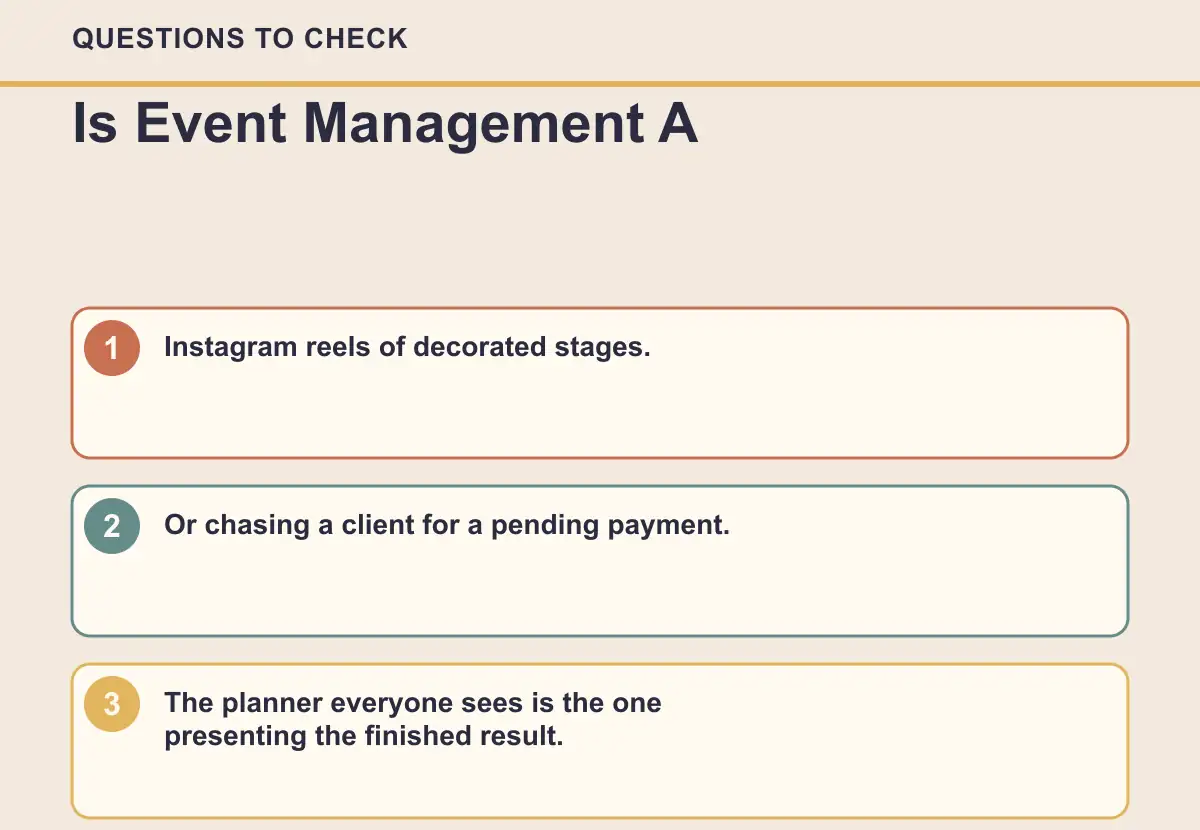 QUESTIONS TO CHECK
Is Event Management A
1
Instagram reels of decorated stages.
2
Or chasing a client for a pending payment.
3
The planner everyone sees is the one
presenting the finished result.